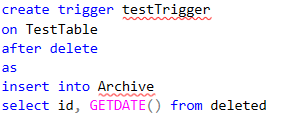 create trigger testTrigger
on TestTable
after delete
as
insert into Archive
select id, GETDATE() from deleted